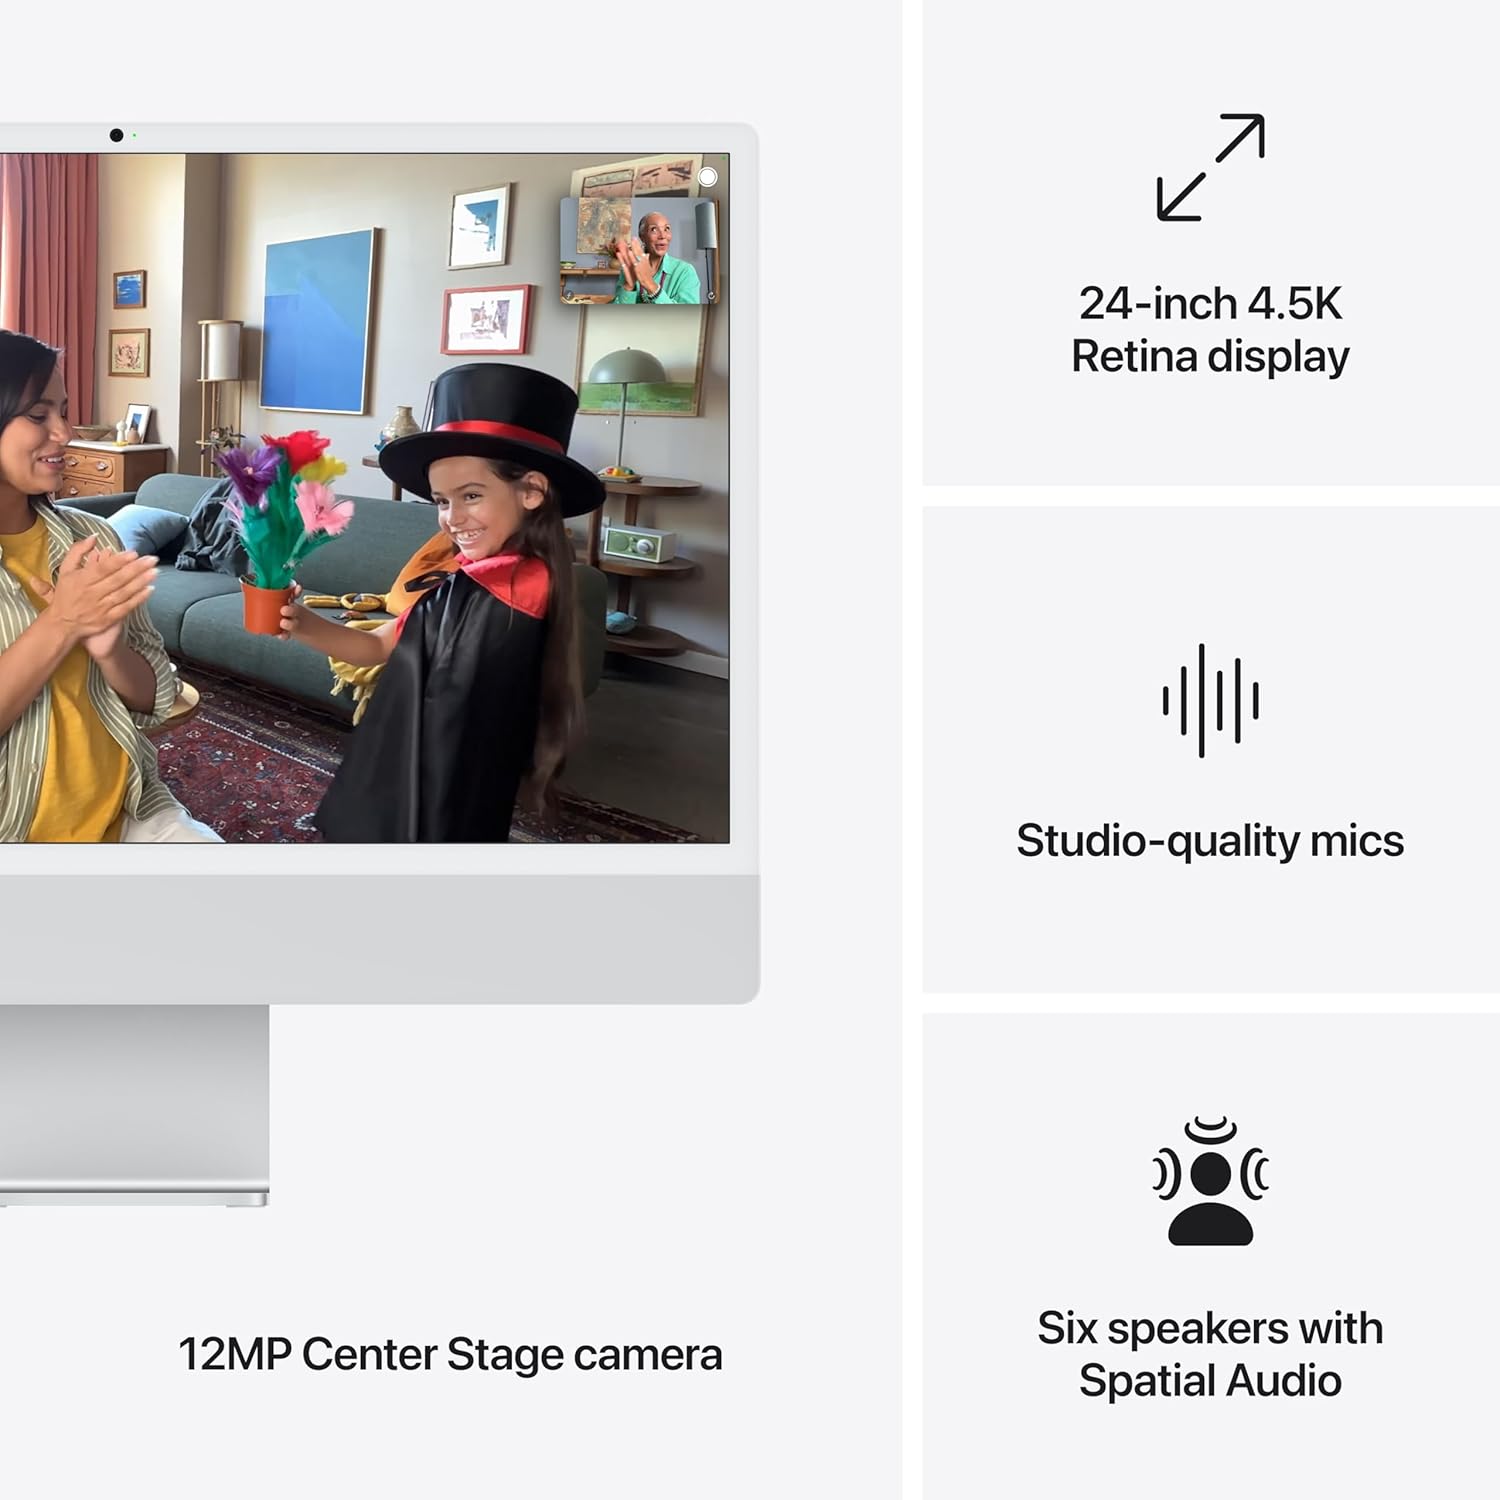 24-inch 4.5K
Retina display
Studio-quality mics
Six speakers with
Spatial Audio
12MP Center Stage camera